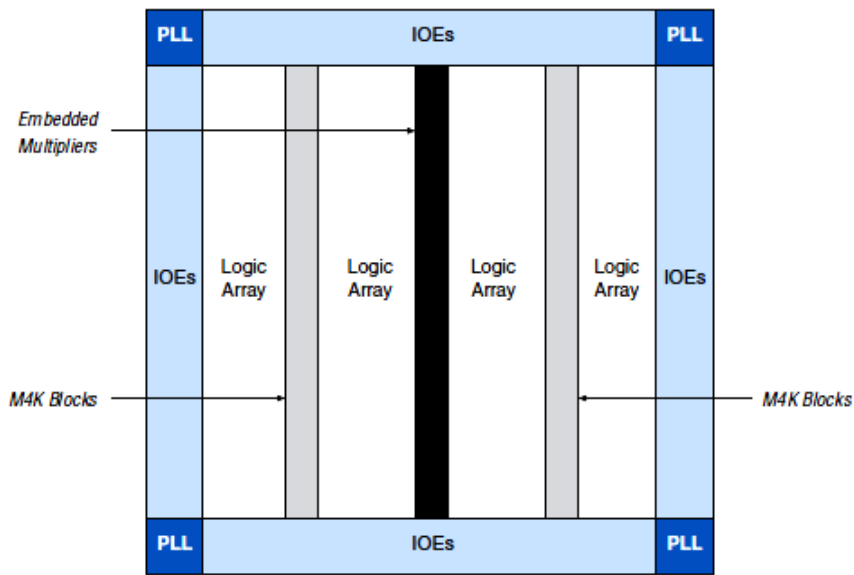 PLL
IOEs
PLL
Embedded
Multipliers
IOEs
Logic
Array
Logic
Array
Logic
Array
Logic
Array
IOEs
M4K Blocks
M4K Blocks
PLL
IOEs
PLL